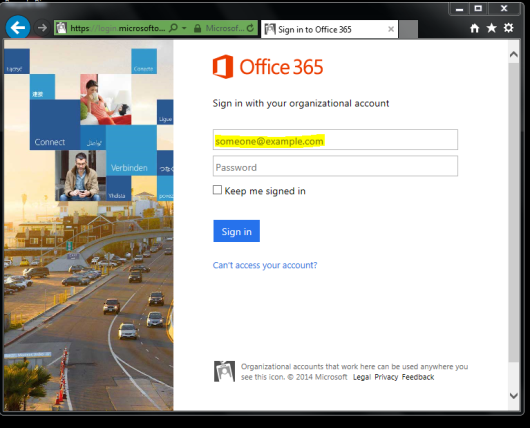 https://login.microsofto...
Microsof...
Sign in to Office 365
Connect
Verbinden
Yhdistä
Office 365
Sign in with your organizational account
someone@example.com
Password
Keep me signed in
Sign in
Can't access your account?
Organizational accounts that work here can be used anywhere you
see this icon. © 2014 Microsoft Legal Privacy Feedback